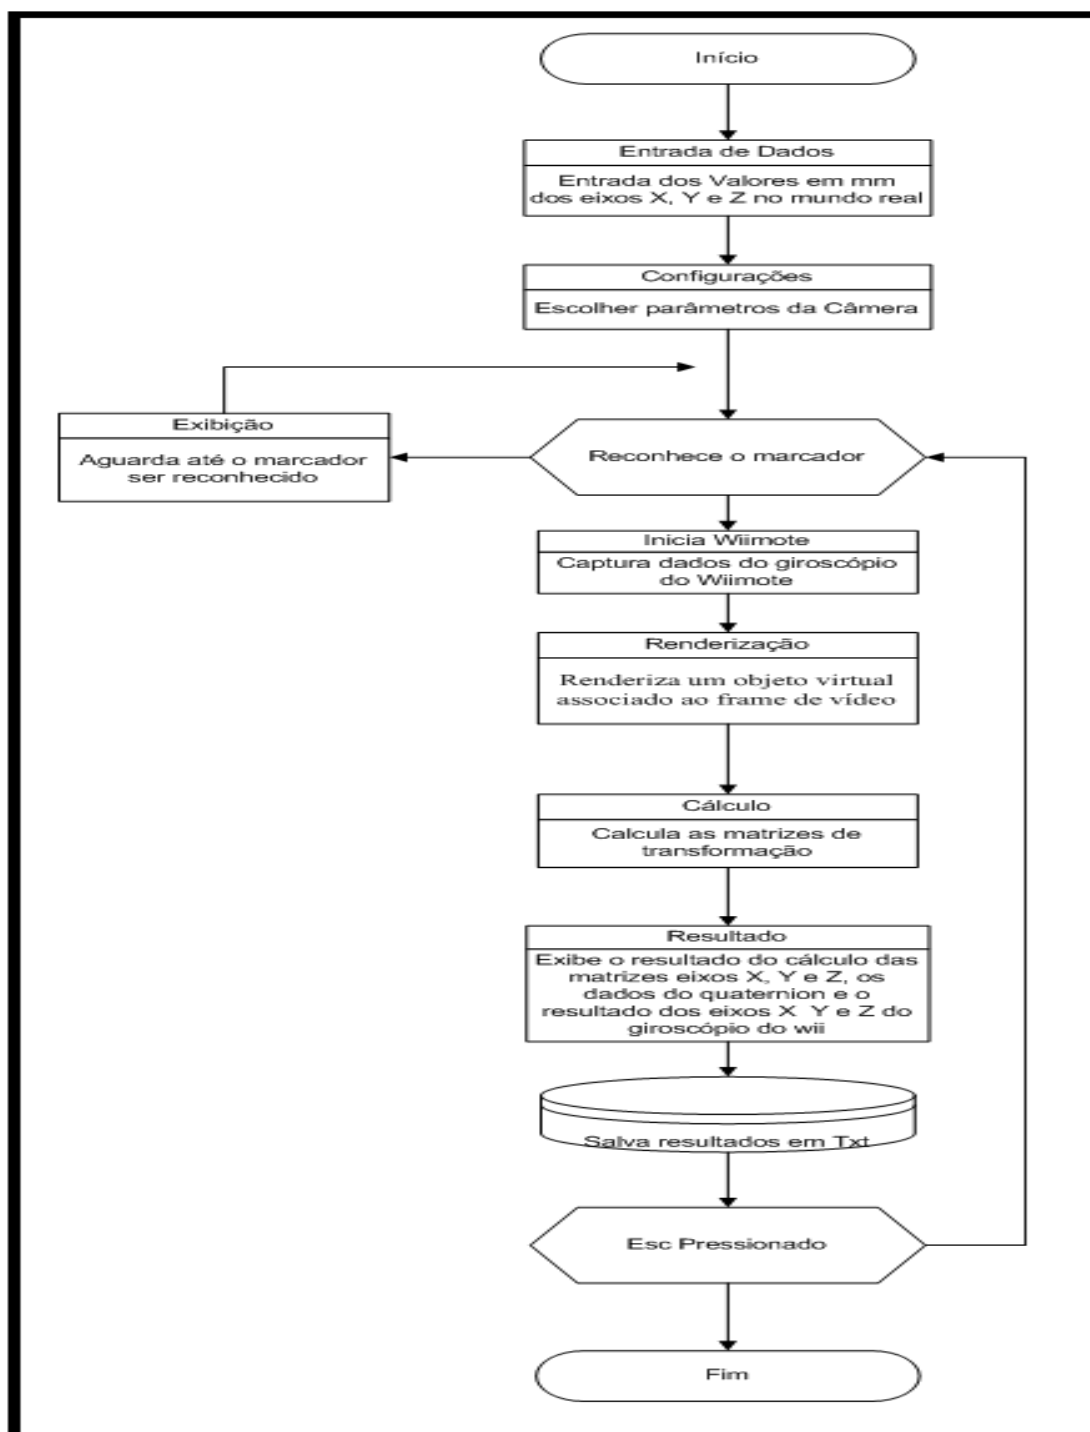 Início
Entrada de Dados
Entrada dos Valores em mm
dos eixos X, Y e Z no mundo real
Configurações
Escolher parâmetros da Câmera
Exibição
Aguarda até o marcador
ser reconhecido
Reconhece o marcador
Inicia Wiimote
Captura dados do giroscópio
do Wiimote
Renderização
Renderiza um objeto virtual
associado ao frame de vídeo
Cálculo
Calcula as matrizes de
transformação
Resultado
Exibe o resultado do cálculo das
matrizes eixos X, Y e Z, os
dados do quaternion e o
resultado dos eixos X Y e Z do
giroscópio do wii
Salva resultados em Txt
Esc Pressionado
Fim